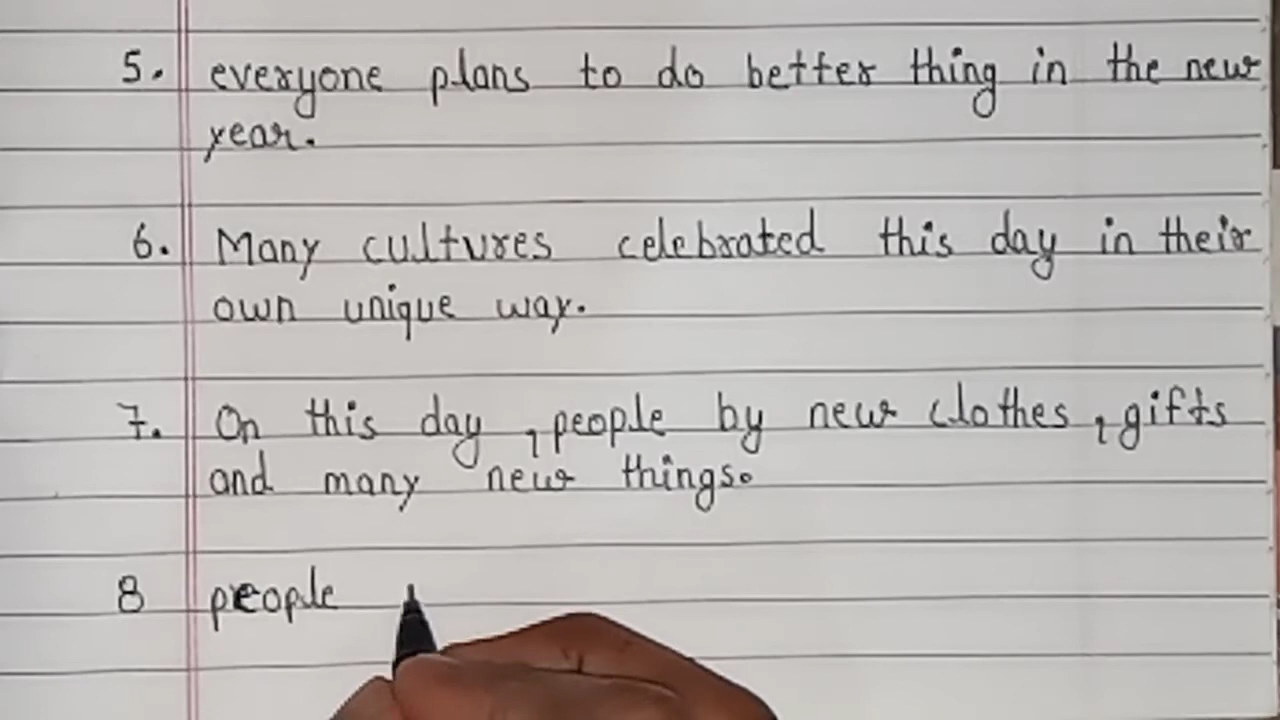 5. everyone plans to do better thing in the new
year.
6. Many cultures celebrated this day in their
own unique way.
7. On this day , people by new clothes , gifts
and many new things.
8 people